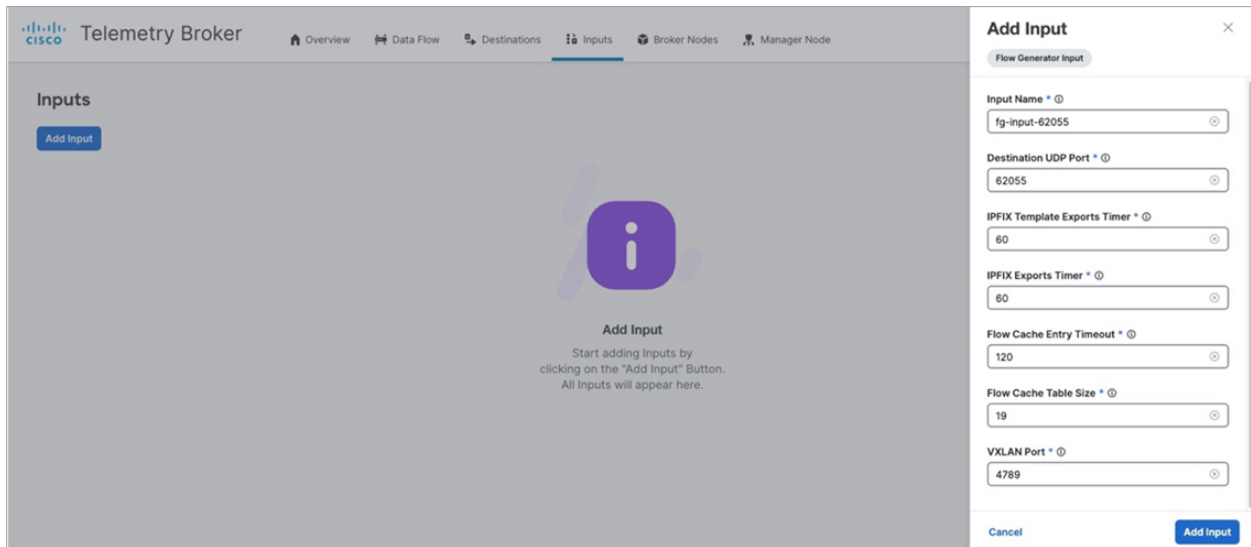 CISCO
Telemetry Broker
Overview
Data Flow
Destinations
Inputs
Broker Nodes
Manager Node
Inputs
Add Input
Add Input
Start adding Inputs by
clicking on the "Add Input" Button.
All Inputs will appear here.
Add Input
Flow Generator Input
Input Name *
fg-input-62055
Destination UDP Port *
62055
IPFIX Template Exports Timer *
60
IPFIX Exports Timer *
60
Flow Cache Entry Timeout *
120
Flow Cache Table Size *
19
VXLAN Port *
4789
Cancel
Add Input